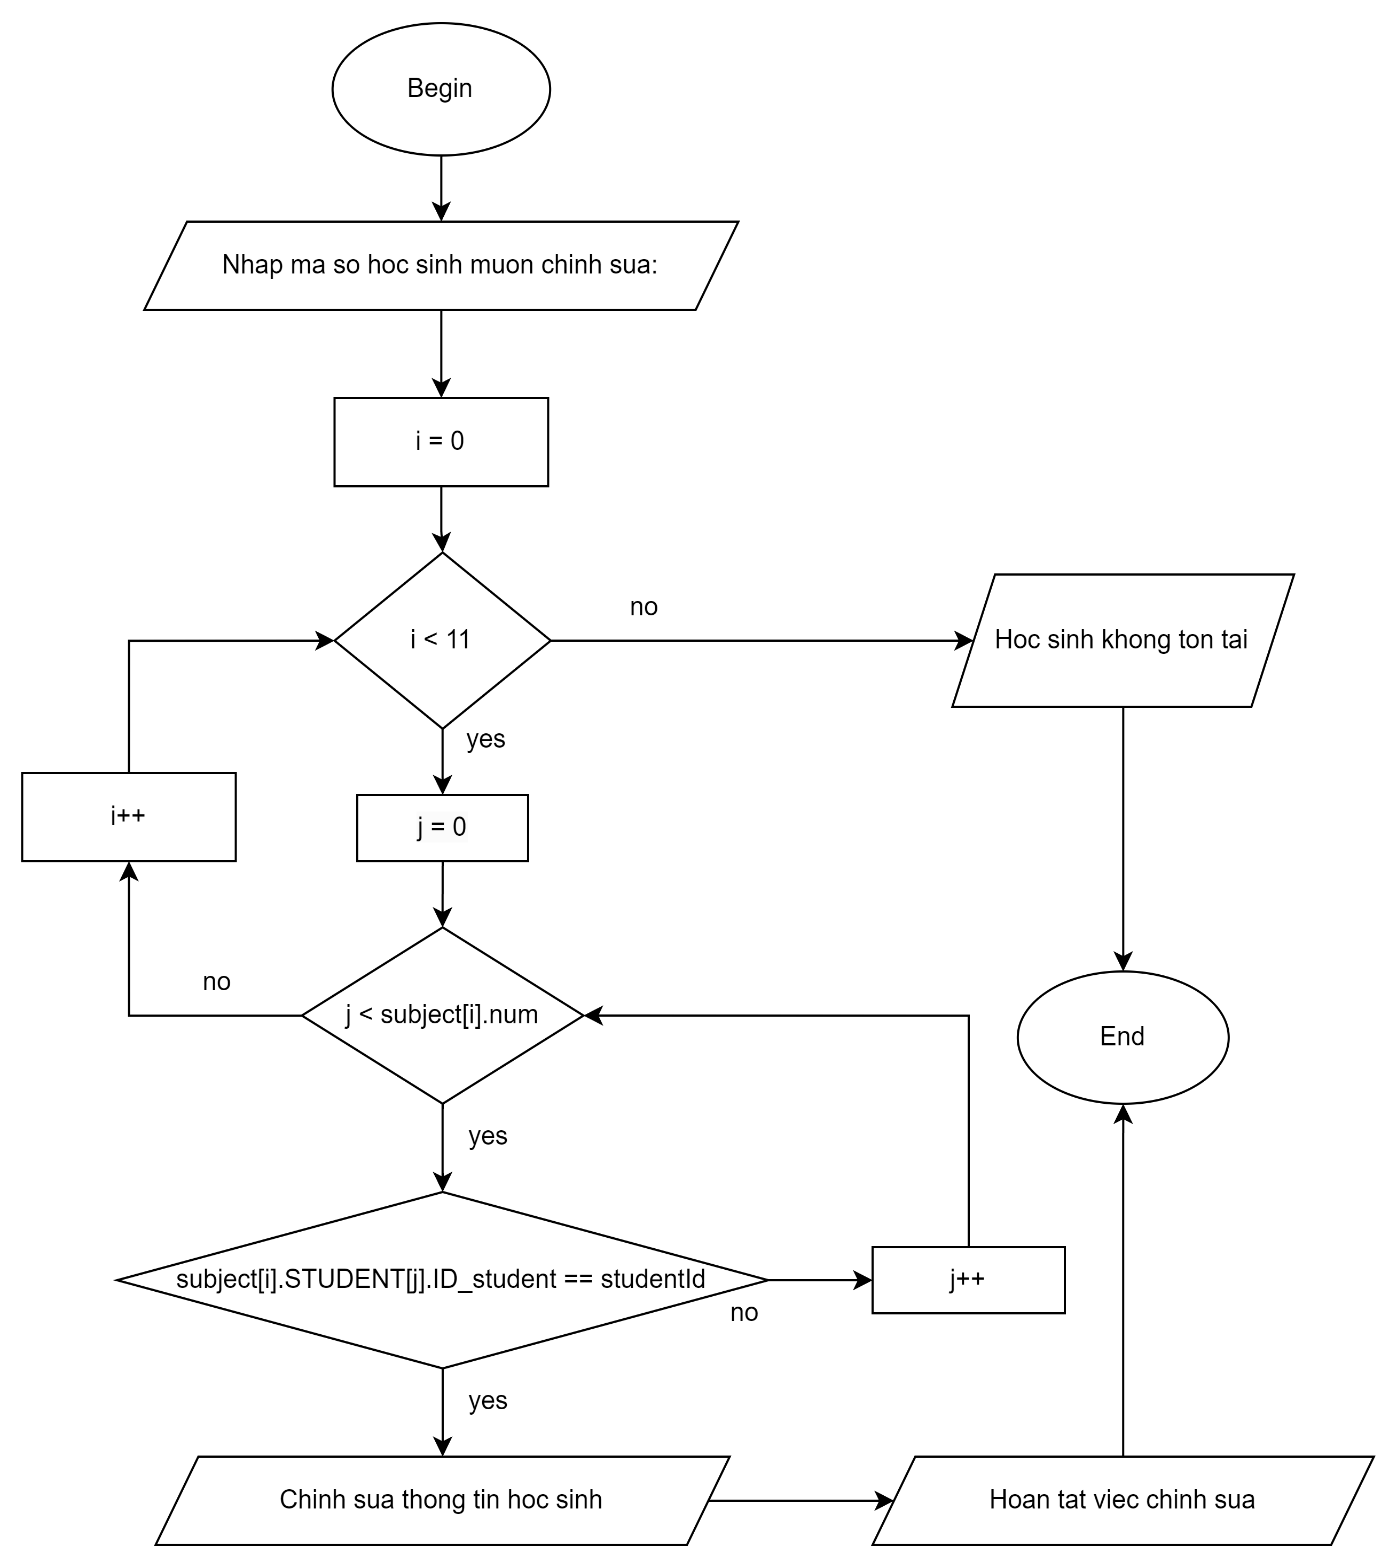 Begin
Nhap ma so hoc sinh muon chinh sua:
i = 0
i < 11
no
Hoc sinh khong ton tai
yes
i++
j = 0
no
j < subject[i].num
End
yes
subject[i].STUDENT[j].ID_student == studentId
no
j++
yes
Chinh sua thong tin hoc sinh
Hoan tat viec chinh sua